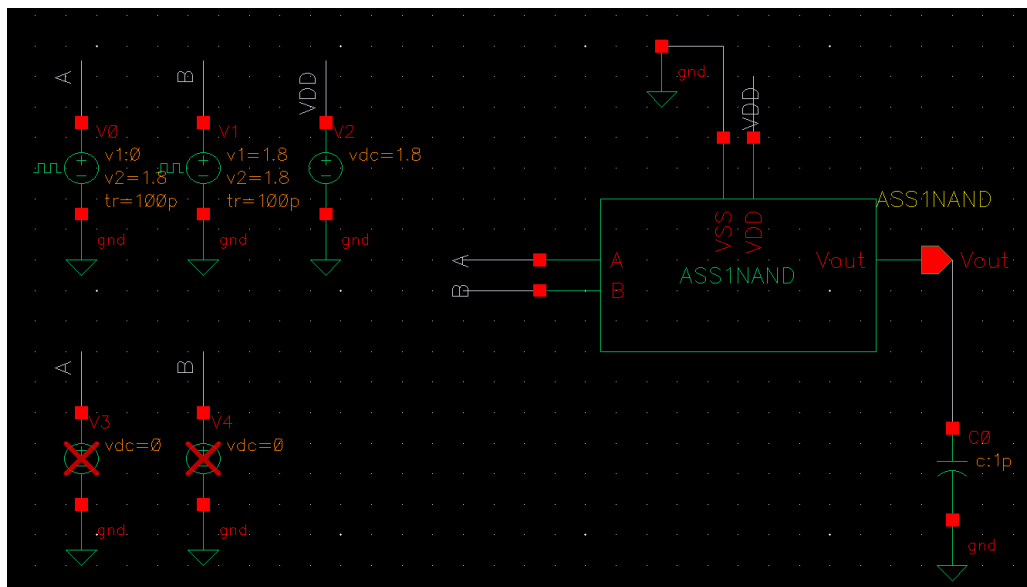 A
B
VDD
V0
v1:0
v2=1.8
tr=100p
gnd
V1
v1=1.8
v2=1.8
tr=100p
gnd
V2
vdc=1.8
gnd
A
V3
vdc=0
gnd
B
V4
vdc=0
gnd
gnd
VDD
ASS1NAND
VSS
VDD
A
A
Vout
Vout
ASS1NAND
B
B
C0
c:1p
gnd